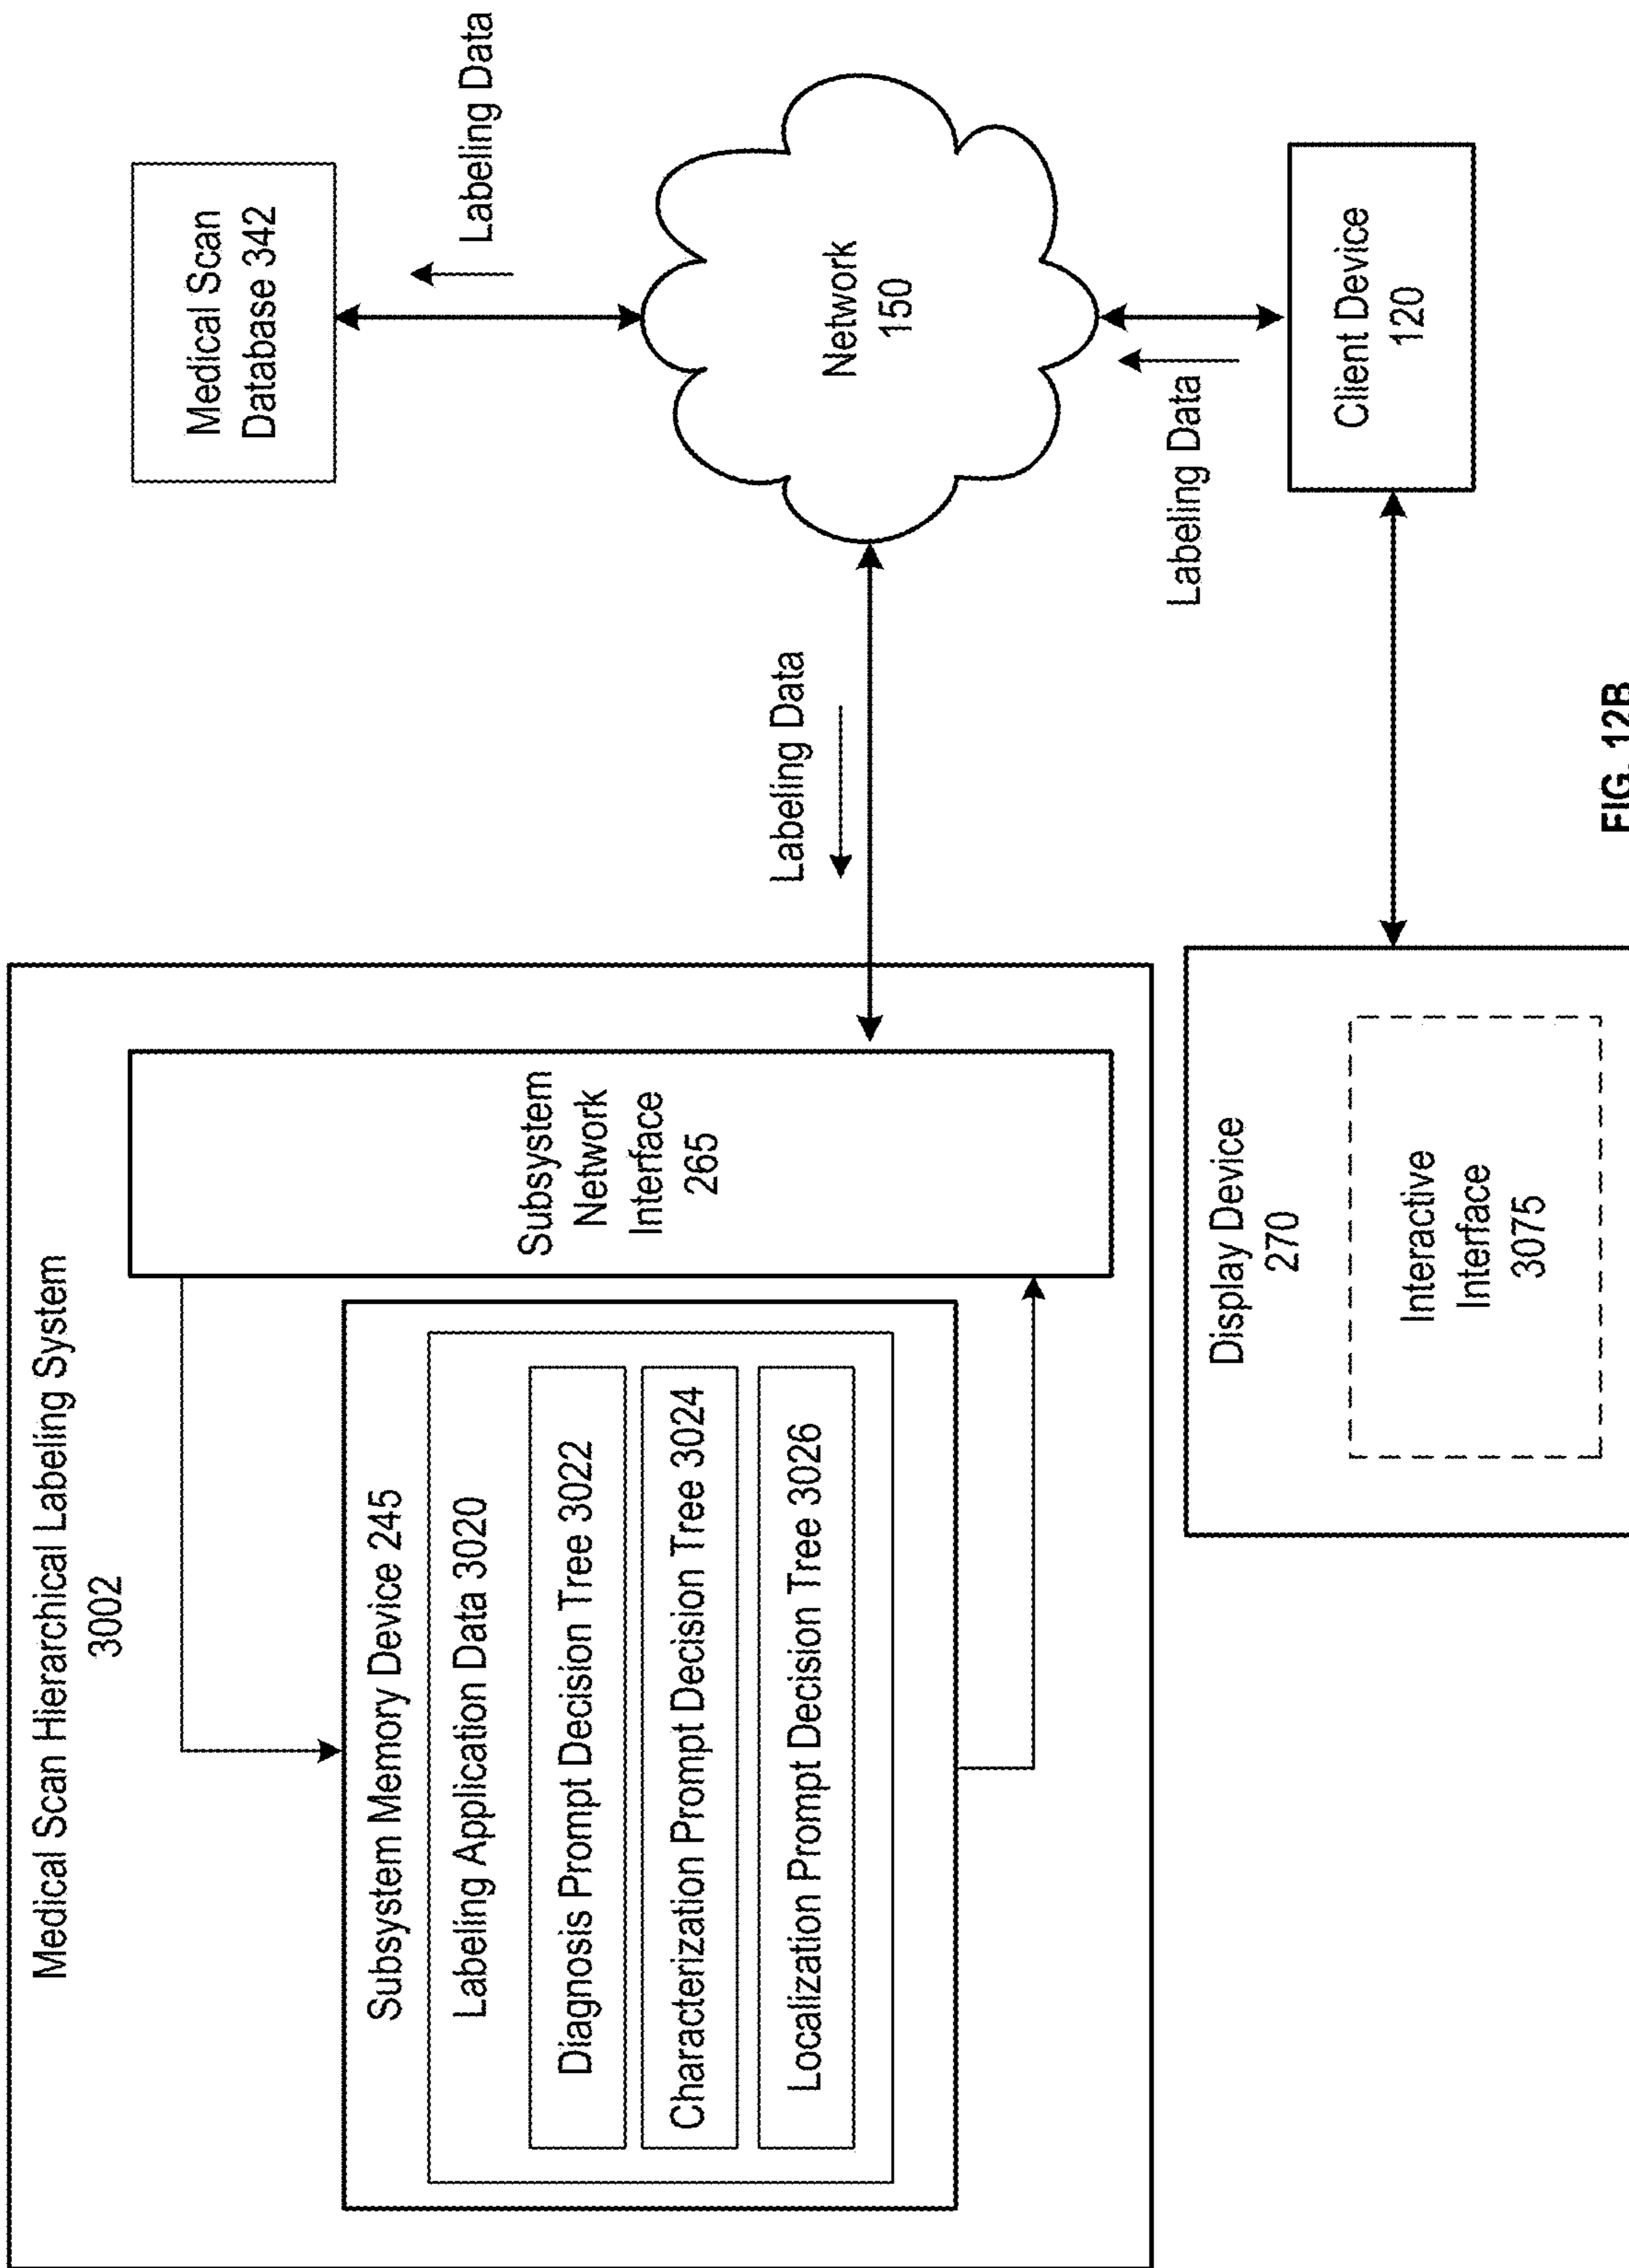 Medical Scan Hierarchical Labeling System
3002
Subsystem Memory Device 245
Labeling Application Data 3020
Diagnosis Prompt Decision Tree 3022
Characterization Prompt Decision Tree 3024
Localization Prompt Decision Tree 3026
Subsystem
Network
Interface
265
Labeling Data
Medical Scan
Database 342
Labeling Data
Network
150
Labeling Data
Client Device
120
Display Device
270
Interactive
Interface
3075
FIG. 12B